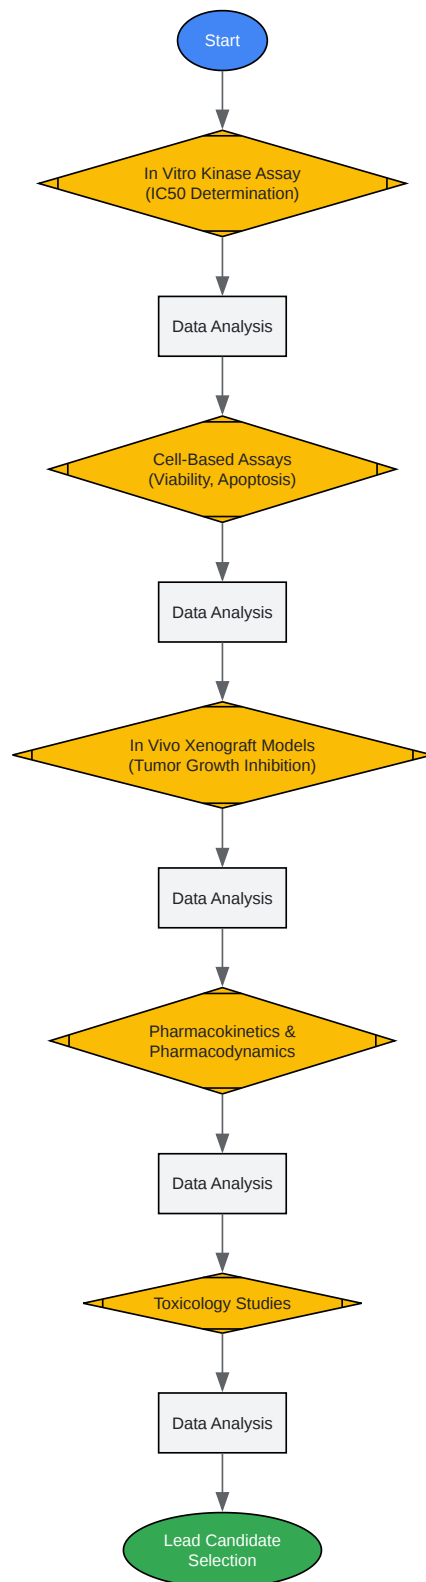 Start
In Vitro Kinase Assay
(IC50 Determination)
Data Analysis
Cell-Based Assays
(Viability, Apoptosis)
Data Analysis
In Vivo Xenograft Models
(Tumor Growth Inhibition)
Data Analysis
Pharmacokinetics &
Pharmacodynamics
Data Analysis
Toxicology Studies
Data Analysis
Lead Candidate
Selection